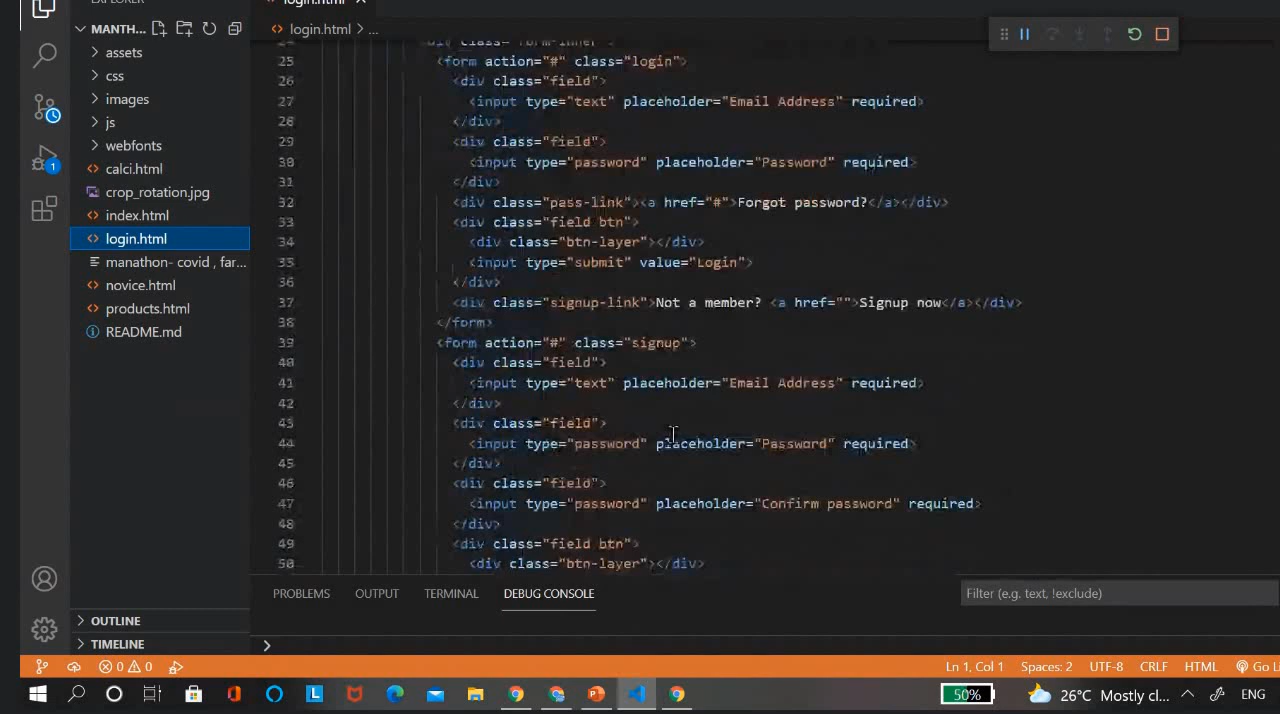 EXPLORER
MANTH...
assets
css
images
js
webfonts
calci.html
crop_rotation.jpg
index.html
login.html
manathon- covid , far...
novice.html
products.html
README.md
OUTLINE
TIMELINE
login.html
login.html > ...
24 <div class="form-inner">
25 <form action="#" class="login">
26 <div class="field">
27 <input type="text" placeholder="Email Address" required>
28 </div>
29 <div class="field">
30 <input type="password" placeholder="Password" required>
31 </div>
32 <div class="pass-link"><a href="#">Forgot password?</a></div>
33 <div class="field btn">
34 <div class="btn-layer"></div>
35 <input type="submit" value="Login">
36 </div>
37 <div class="signup-link">Not a member? <a href="">Signup now</a></div>
38 </form>
39 <form action="#" class="signup">
40 <div class="field">
41 <input type="text" placeholder="Email Address" required>
42 </div>
43 <div class="field">
44 <input type="password" placeholder="Password" required>
45 </div>
46 <div class="field">
47 <input type="password" placeholder="Confirm password" required>
48 </div>
49 <div class="field btn">
50 <div class="btn-layer"></div>
PROBLEMS OUTPUT TERMINAL DEBUG CONSOLE
Filter (e.g. text, !exclude)
0 0
Ln 1, Col 1 Spaces: 2 UTF-8 CRLF HTML Go Li
50% 26°C Mostly cl... ENG